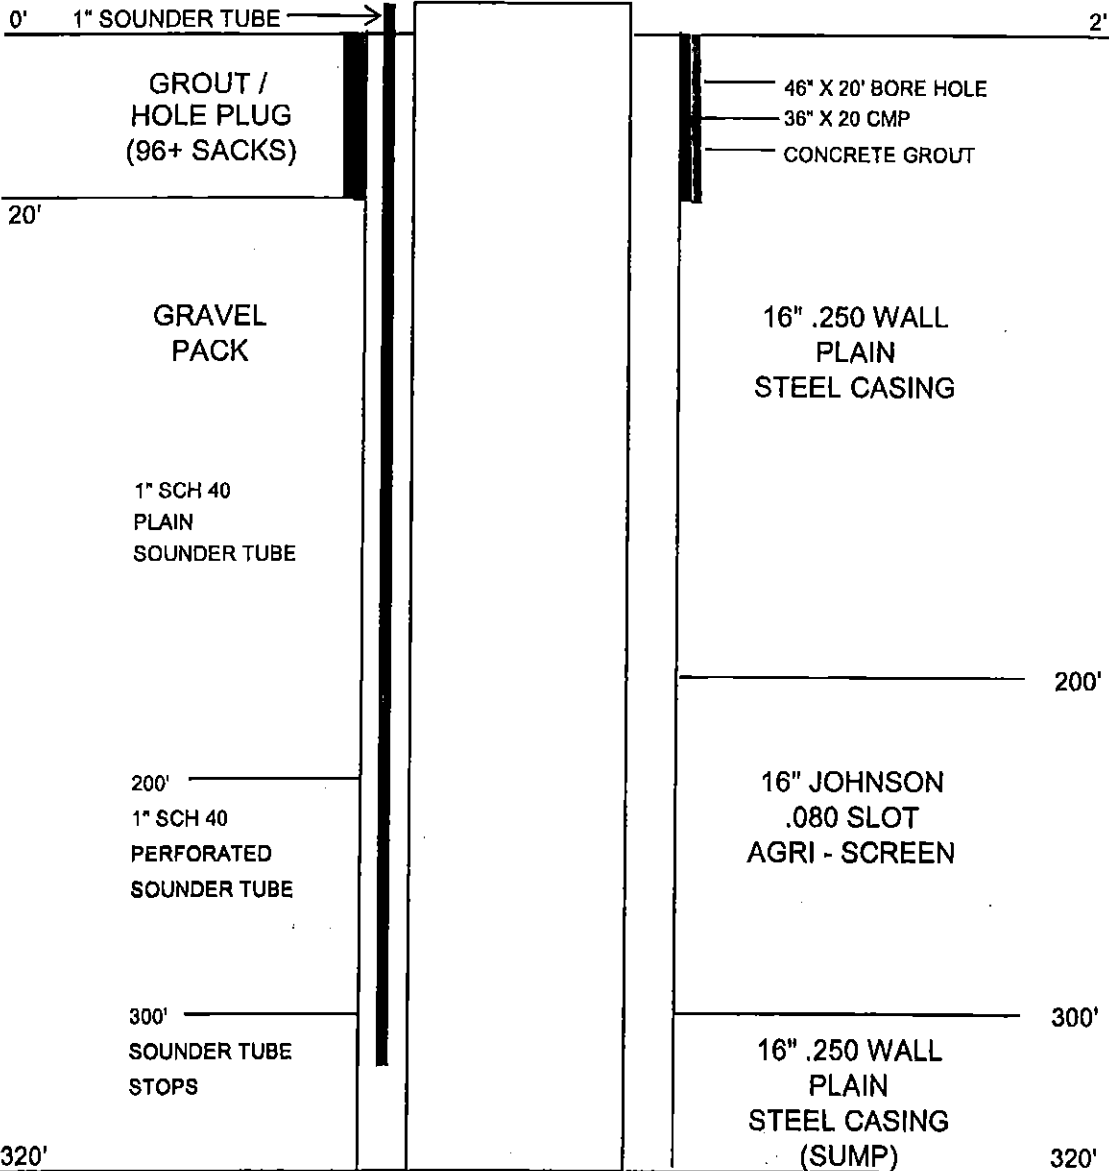 0'
1" SOUNDER TUBE
2'
GROUT /
HOLE PLUG
(96+ SACKS)
46" X 20' BORE HOLE
36" X 20 CMP
CONCRETE GROUT
20'
GRAVEL
PACK
16" .250 WALL
PLAIN
STEEL CASING
1" SCH 40
PLAIN
SOUNDER TUBE
200'
200'
1" SCH 40
PERFORATED
SOUNDER TUBE
16" JOHNSON
.080 SLOT
AGRI - SCREEN
300'
SOUNDER TUBE
STOPS
300'
16" .250 WALL
PLAIN
STEEL CASING
(SUMP)
320'
320'